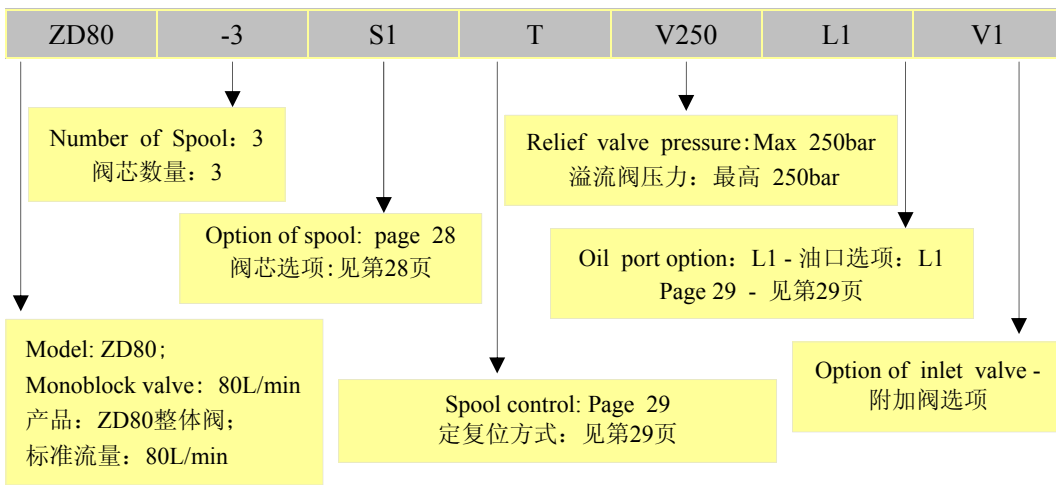 ZD80 -3 S1 T V250 L1 V1
Number of Spool：3
阀芯数量：3
Relief valve pressure:Max 250bar
溢流阀压力：最高 250bar
Option of spool: page 28
阀芯选项:见第28页
Oil port option：L1 - 油口选项：L1
Page 29 - 见第29页
Model: ZD80；
Monoblock valve：80L/min
产品：ZD80整体阀；
标准流量：80L/min
Spool control: Page 29
定复位方式：见第29页
Option of inlet valve -
附加阀选项